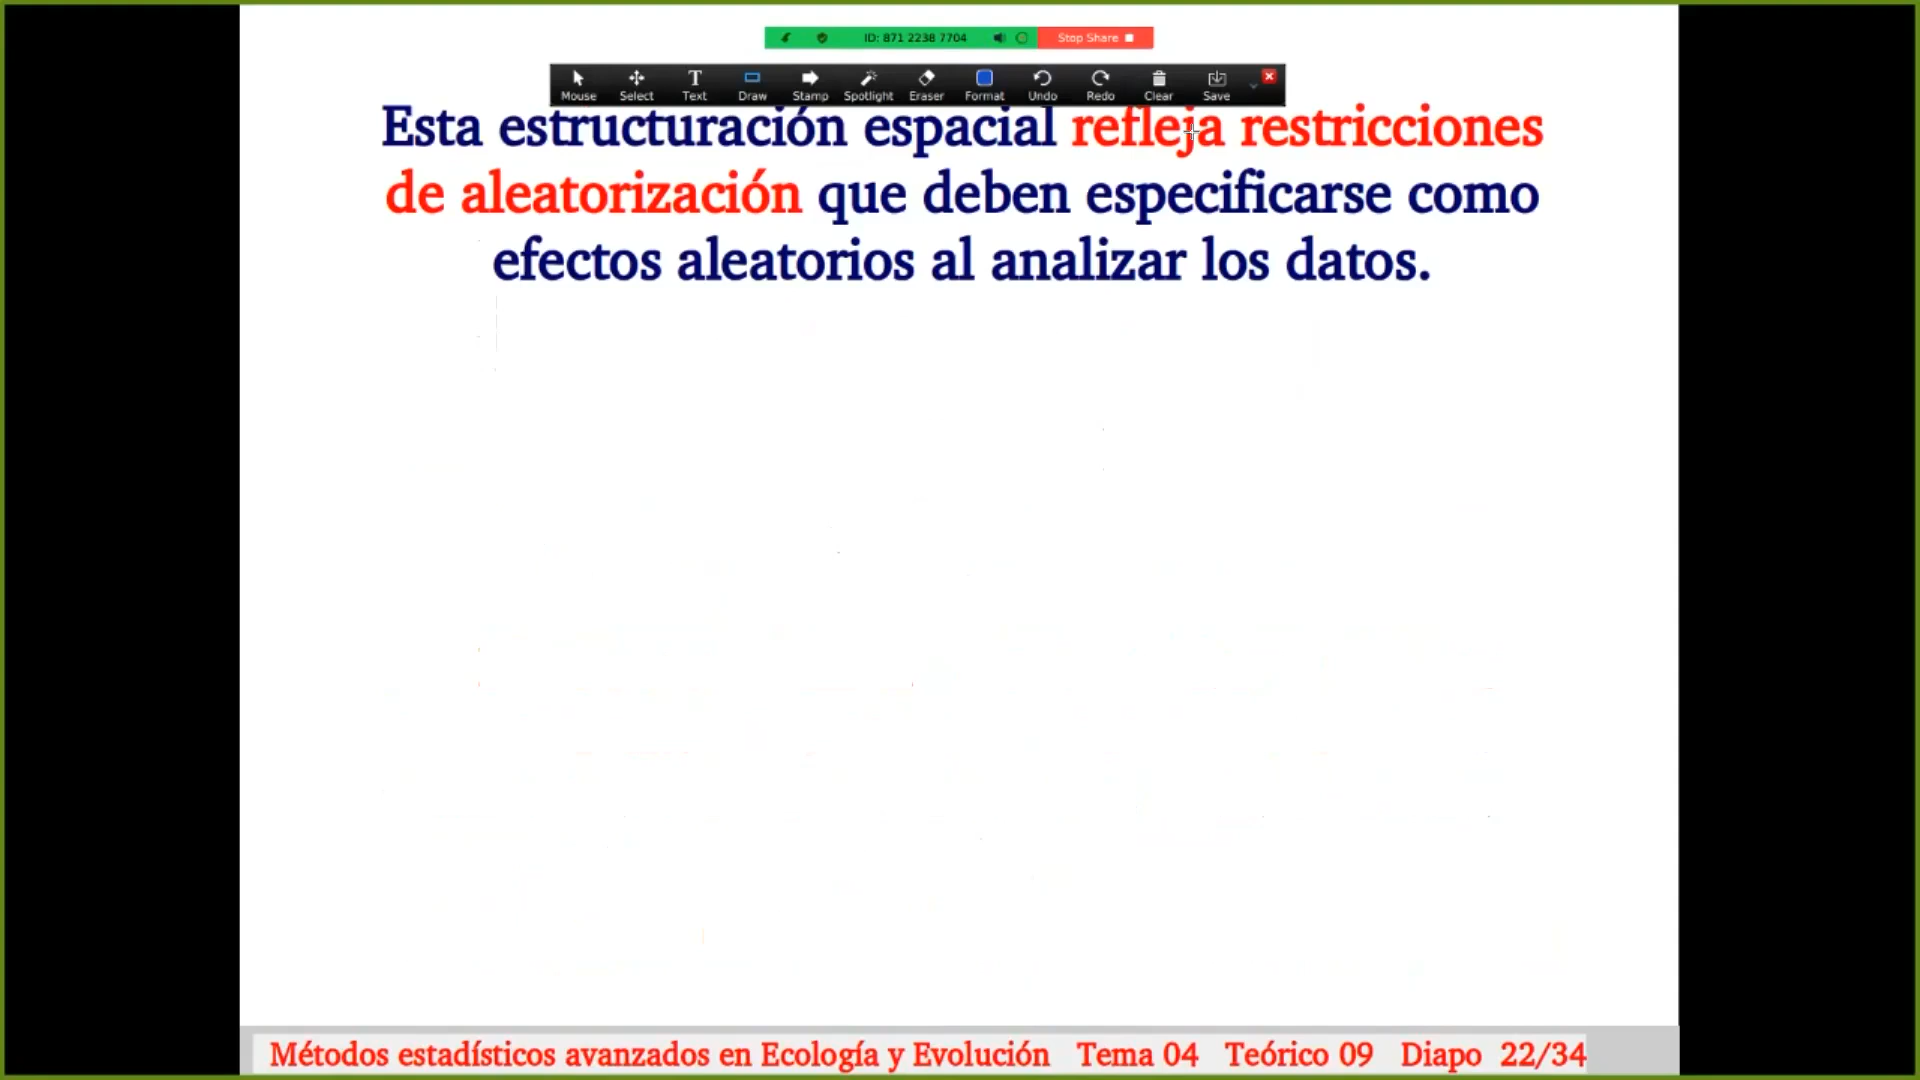 ID: 871 2238 7704 Stop Share
Mouse Select Text Draw Stamp Spotlight Eraser Format Undo Redo Clear Save
Esta estructuración espacial refleja restricciones
de aleatorización que deben especificarse como
efectos aleatorios al analizar los datos.
Métodos estadísticos avanzados en Ecología y Evolución Tema 04 Teórico 09 Diapo 22/34